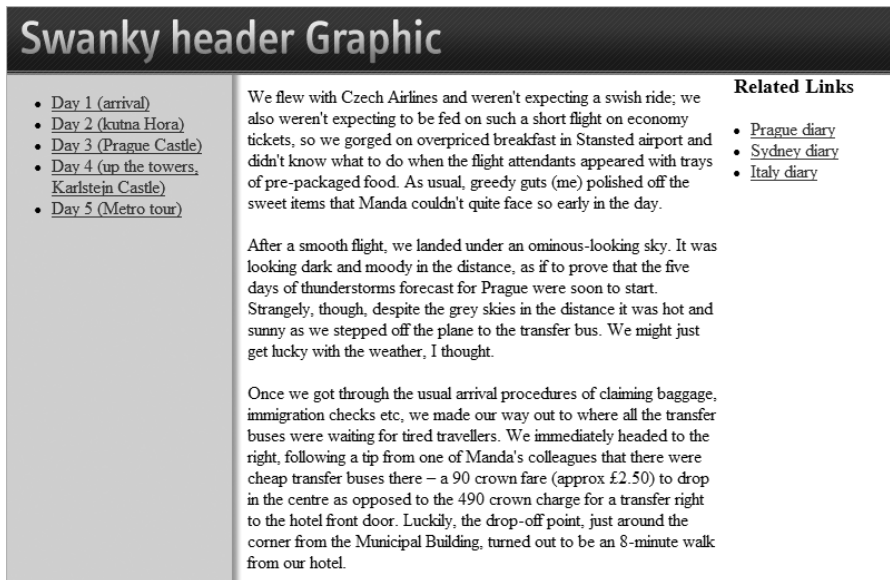 Swanky header Graphic
Day 1 (arrival)
Day 2 (kutna Hora)
Day 3 (Prague Castle)
Day 4 (up the towers,
Karlstejn Castle)
Day 5 (Metro tour)
We flew with Czech Airlines and weren't expecting a swish ride; we
also weren't expecting to be fed on such a short flight on economy
tickets, so we gorged on overpriced breakfast in Stansted airport and
didn't know what to do when the flight attendants appeared with trays
of pre-packaged food. As usual, greedy guts (me) polished off the
sweet items that Manda couldn't quite face so early in the day.
After a smooth flight, we landed under an ominous-looking sky. It was
looking dark and moody in the distance, as if to prove that the five
days of thunderstorms forecast for Prague were soon to start.
Strangely, though, despite the grey skies in the distance it was hot and
sunny as we stepped off the plane to the transfer bus. We might just
get lucky with the weather, I thought.
Once we got through the usual arrival procedures of claiming baggage,
immigration checks etc, we made our way out to where all the transfer
buses were waiting for tired travellers. We immediately headed to the
right, following a tip from one of Manda's colleagues that there were
cheap transfer buses there – a 90 crown fare (approx £2.50) to drop
in the centre as opposed to the 490 crown charge for a transfer right
to the hotel front door. Luckily, the drop-off point, just around the
corner from the Municipal Building, turned out to be an 8-minute walk
from our hotel.
Related Links
Prague diary
Sydney diary
Italy diary